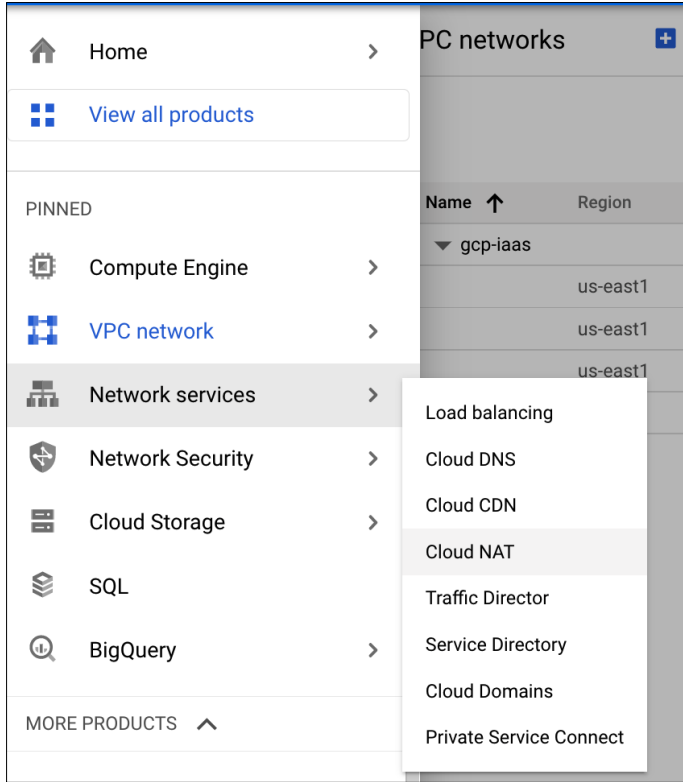 Home
View all products
PINNED
Compute Engine
VPC network
Network services
Network Security
Cloud Storage
SQL
BigQuery
MORE PRODUCTS
PC networks
Name Region
gcp-iaas
us-east1
us-east1
us-east1
Load balancing
Cloud DNS
Cloud CDN
Cloud NAT
Traffic Director
Service Directory
Cloud Domains
Private Service Connect